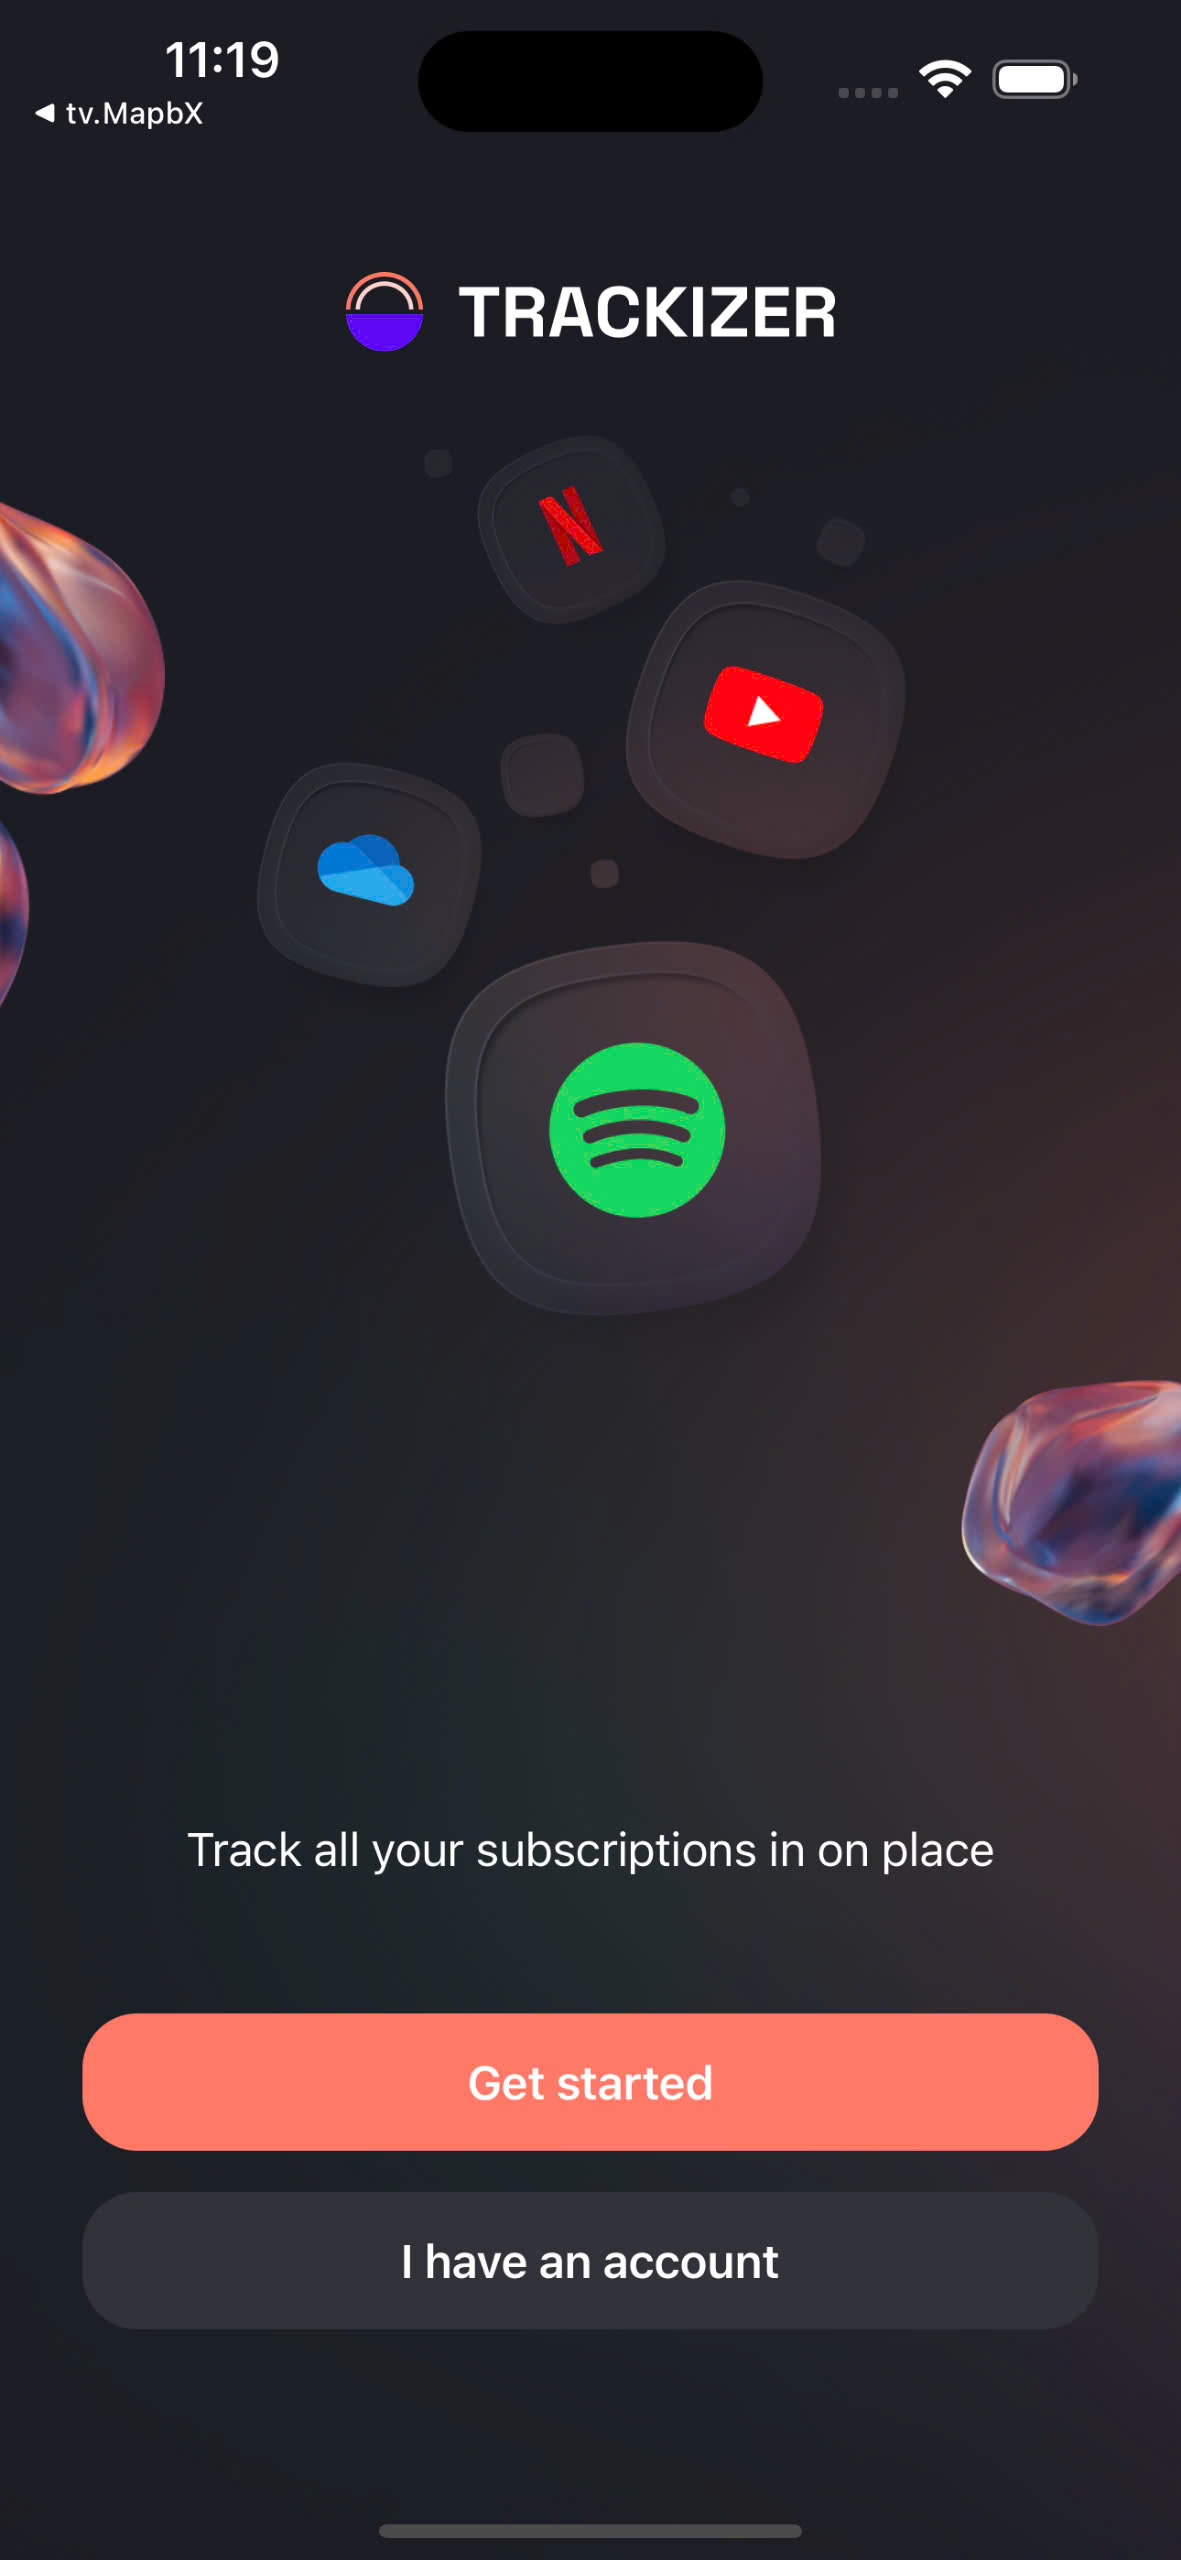 11:19
◀ tv.MapbX
TRACKIZER
Track all your subscriptions in on place
Get started
I have an account